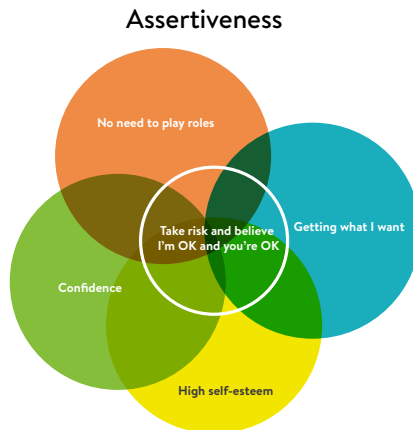 Assertiveness
No need to play roles
Take risk and believe
I'm OK and you're OK
Getting what I want
Confidence
High self-esteem